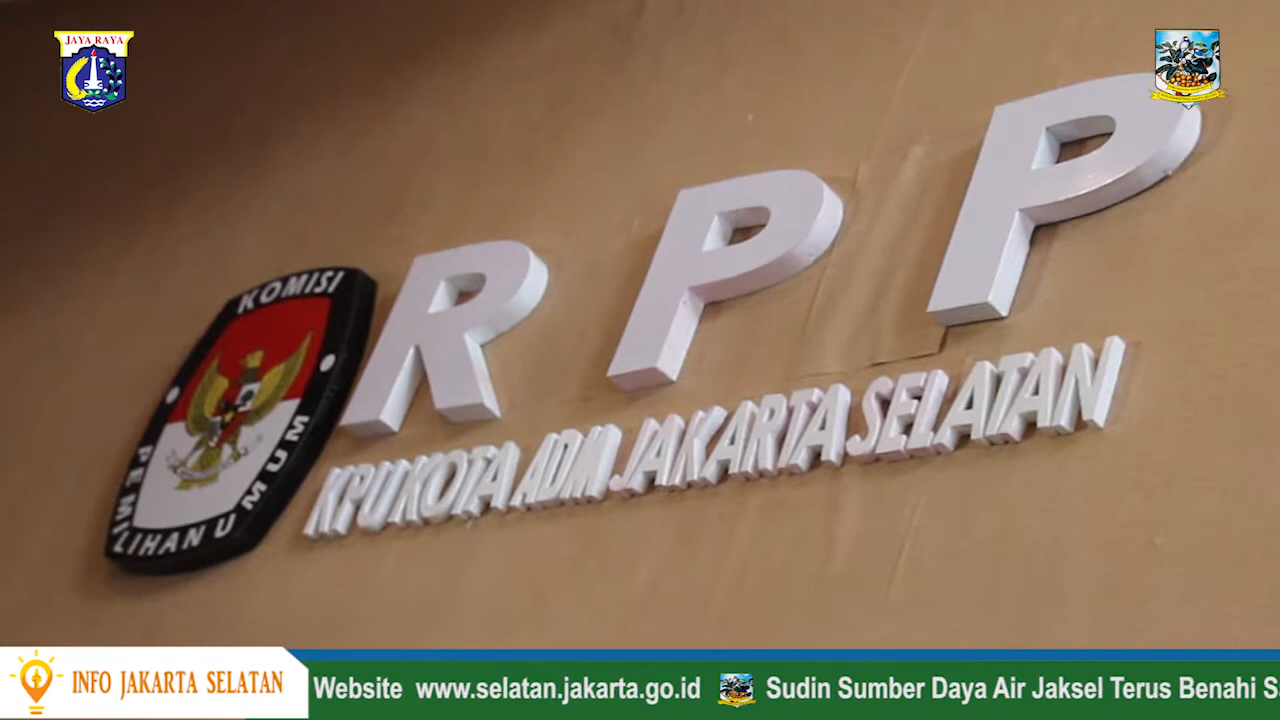 JAYA RAYA
KOMISI
PEMILIHAN UMUM
RPP
KPU KOTA ADM. JAKARTA SELATAN
INFO JAKARTA SELATAN
Website www.selatan.jakarta.go.id Sudin Sumber Daya Air Jaksel Terus Benahi